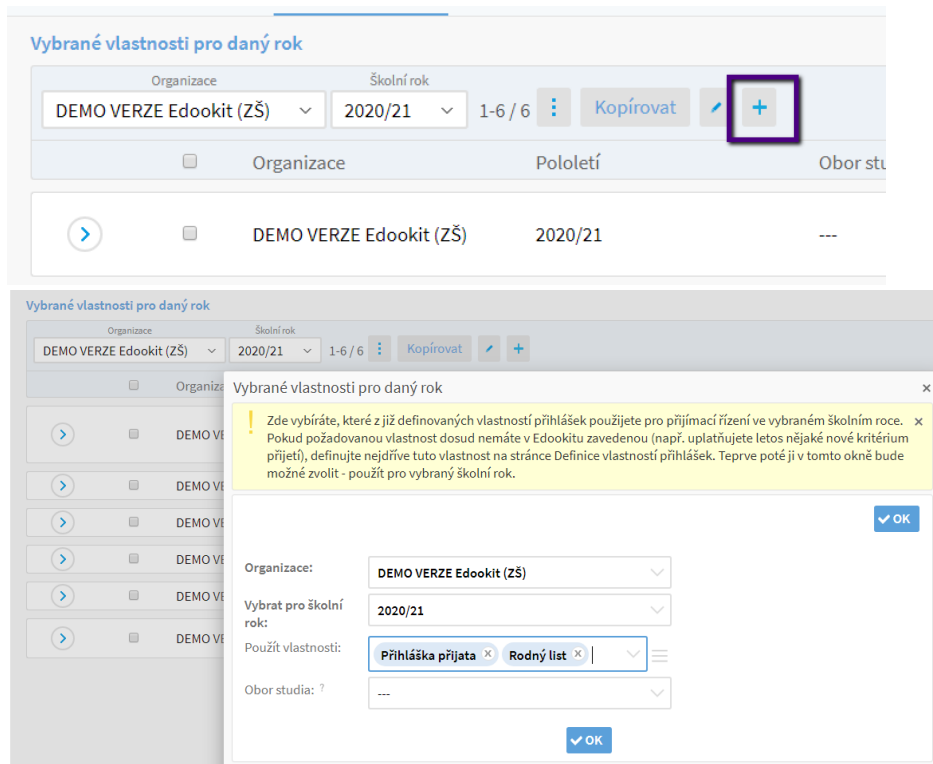 Vybrané vlastnosti pro daný rok
Organizace
Školní rok
DEMO VERZE Edookit (ZŠ)
2020/21
1-6 / 6
Kopírovat
+
Organizace
Pololetí
Obor stu
DEMO VERZE Edookit (ZŠ)
2020/21
---
Vybrané vlastnosti pro daný rok
Organizace
Školní rok
DEMO VERZE Edookit (ZŠ)
2020/21
1-6 / 6
Kopírovat
+
Organiza
Vybrané vlastnosti pro daný rok
×
! Zde vybíráte, které z již definovaných vlastností přihlášek použijete pro přijímací řízení ve vybraném školním roce. ×
Pokud požadovanou vlastnost dosud nemáte v Edookitu zavedenou (např. uplatňujete letos nějaké nové kritérium
přijetí), definujte nejdříve tuto vlastnost na stránce Definice vlastností přihlášek. Teprve poté ji v tomto okně bude
možné zvolit - použít pro vybraný školní rok.
DEMO VE
DEMO VE
DEMO VE
DEMO VE
DEMO VE
DEMO VE
OK
Organizace:
DEMO VERZE Edookit (ZŠ)
Vybrat pro školní
rok:
2020/21
Použít vlastnosti:
Přihláška přijata × Rodný list ×
Obor studia: ?
---
OK